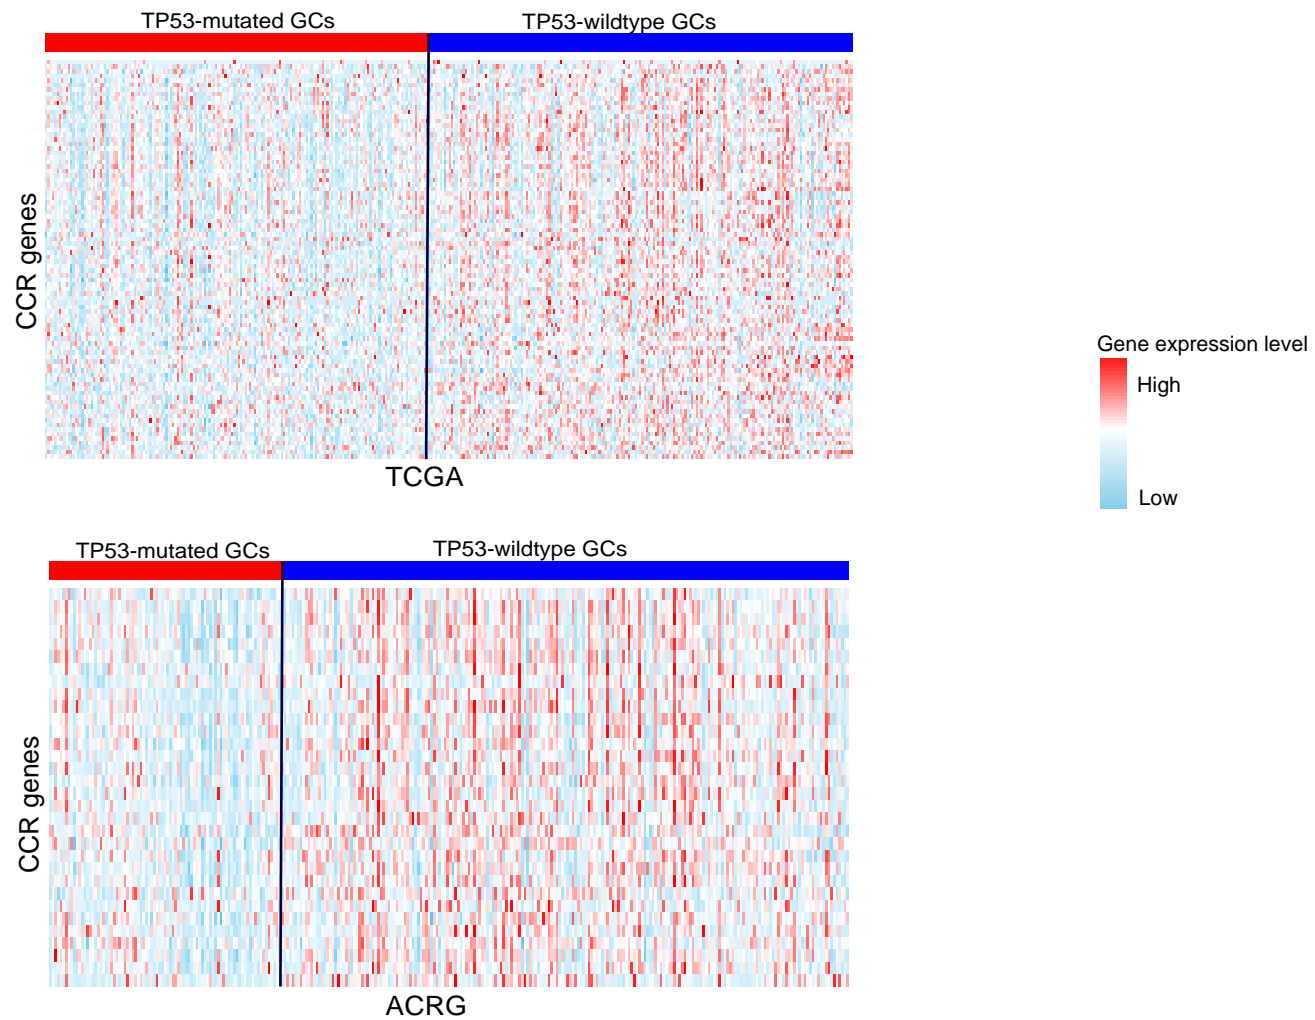 TP53-mutated GCs TP53-wildtype GCs
CCR genes
TCGA
Gene expression level
High
Low
TP53-mutated GCs TP53-wildtype GCs
CCR genes
ACRG